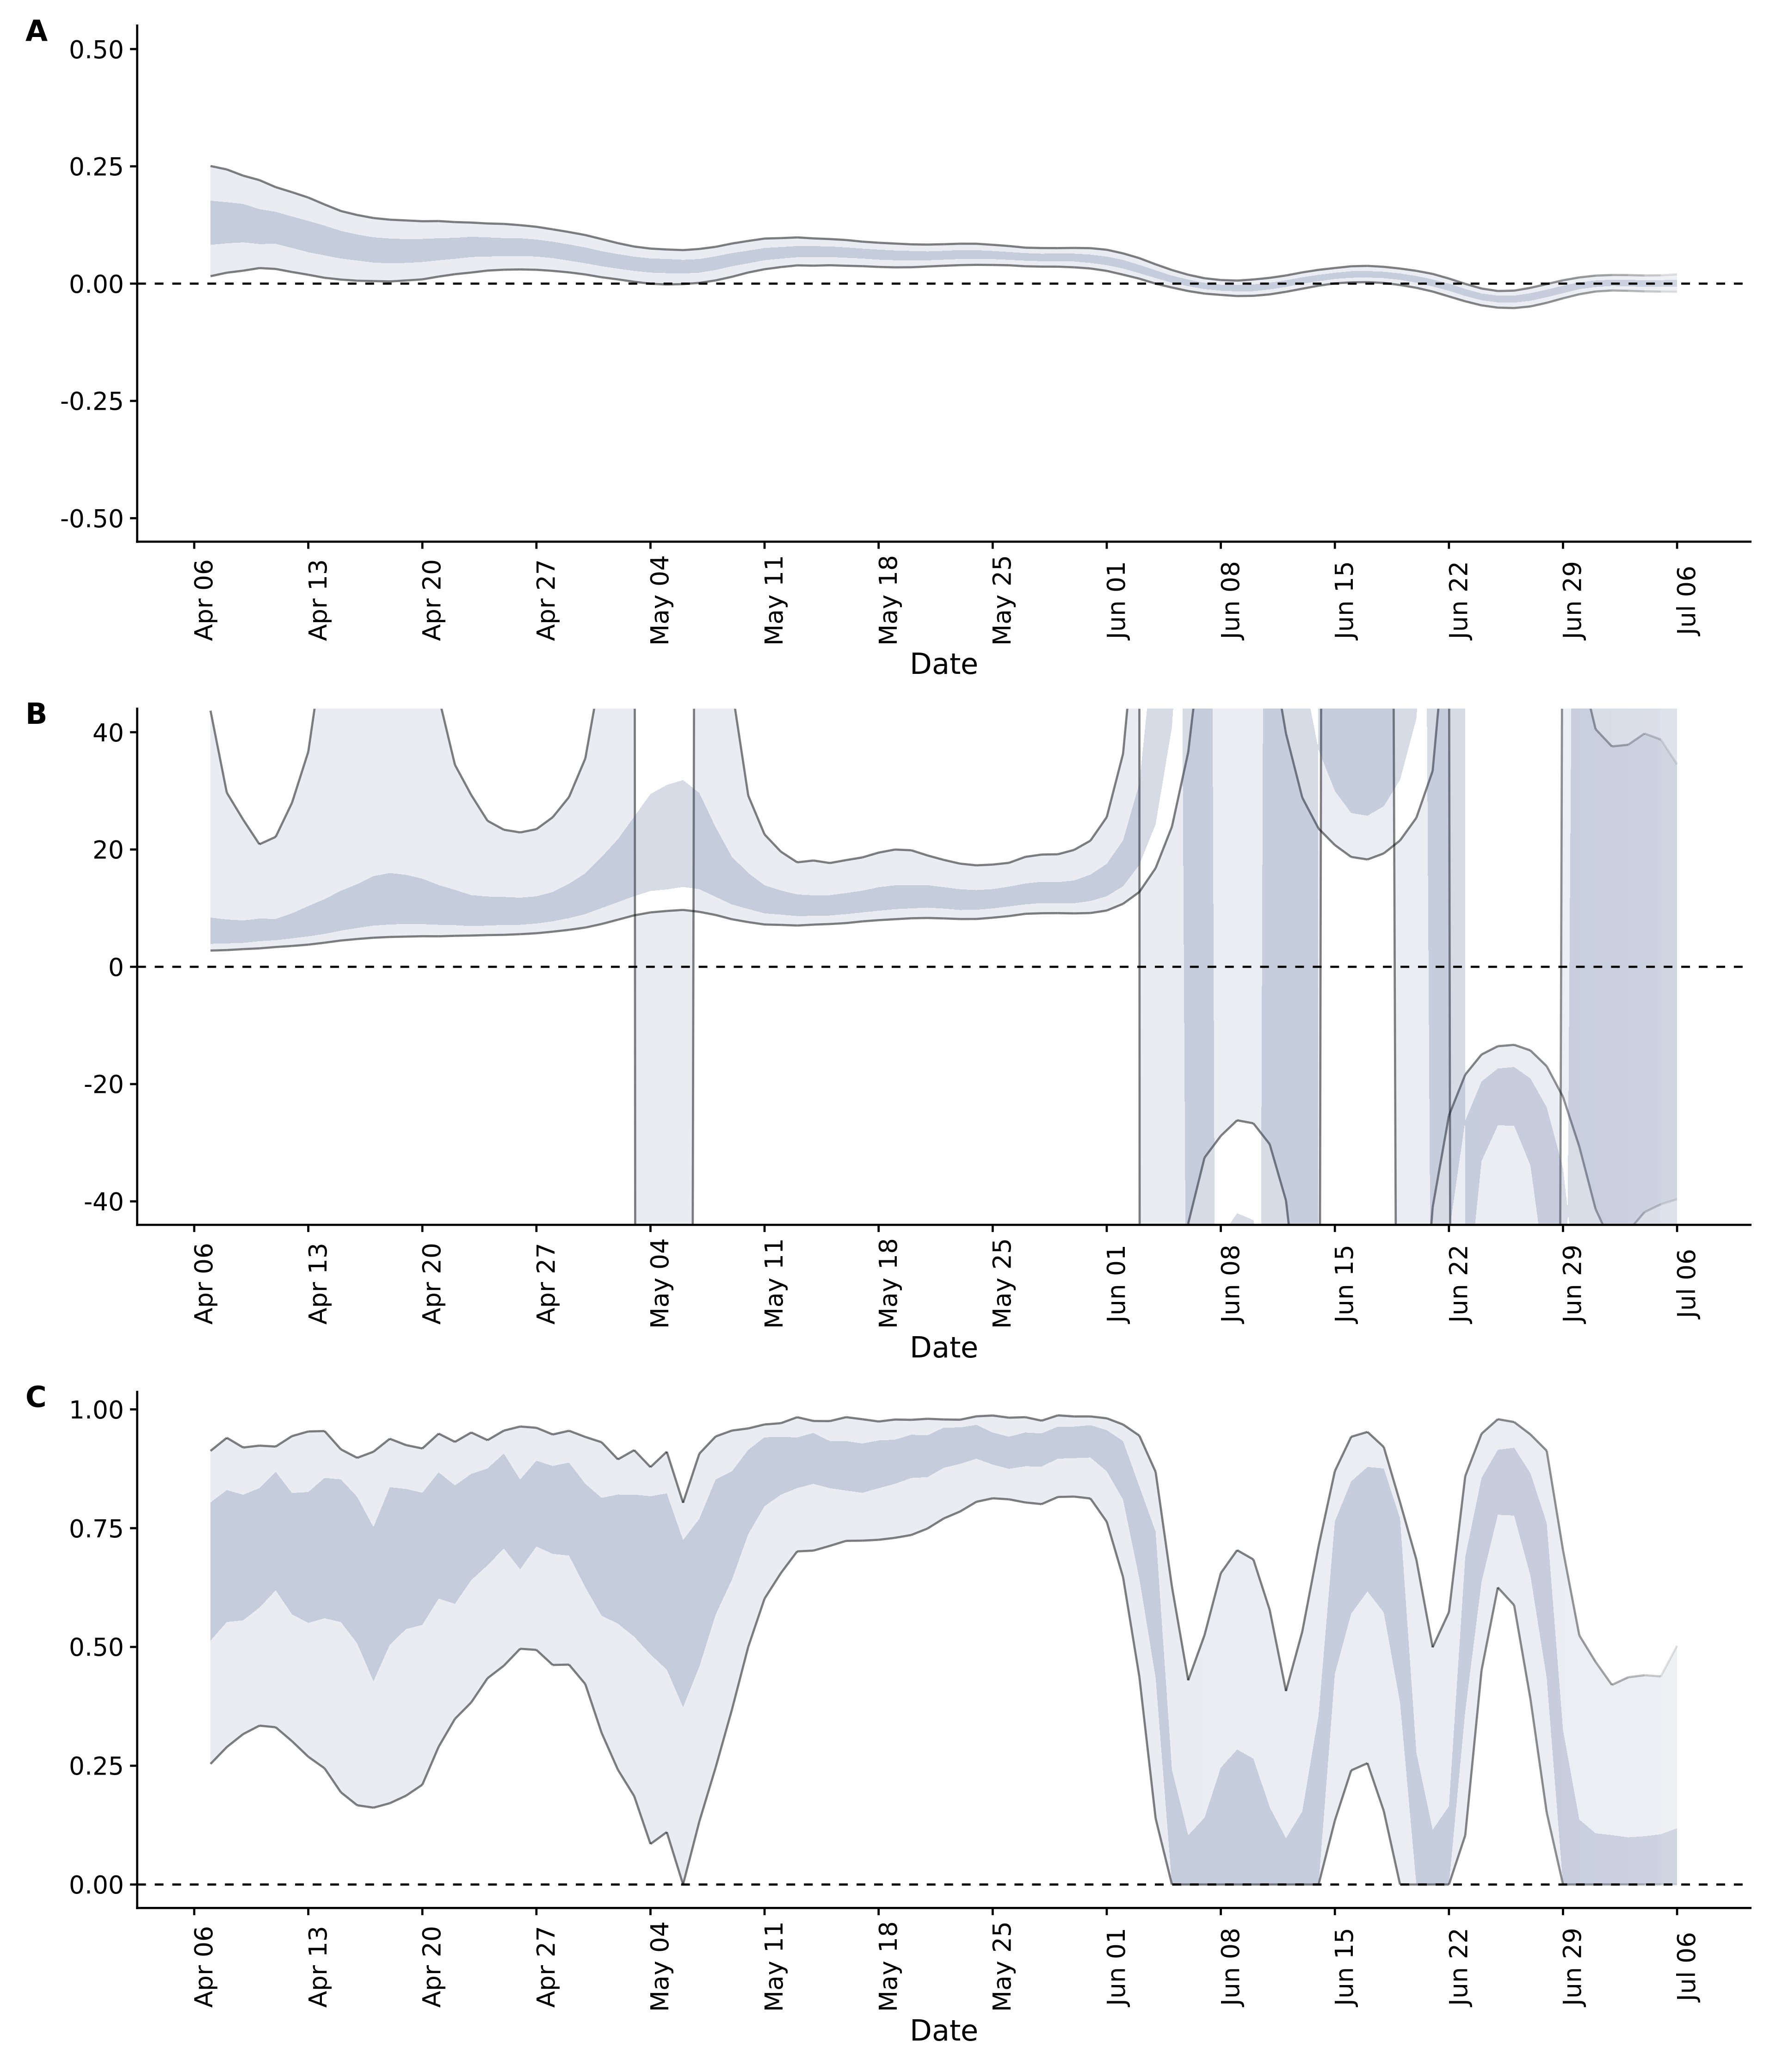 A
0.50
0.25
0.00
-0.25
-0.50
Apr 06
Apr 13
Apr 20
Apr 27
May 04
May 11
May 18
May 25
Jun 01
Jun 08
Jun 15
Jun 22
Jun 29
Jul 06
Date
B
40
20
0
-20
-40
Apr 06
Apr 13
Apr 20
Apr 27
May 04
May 11
May 18
May 25
Jun 01
Jun 08
Jun 15
Jun 22
Jun 29
Jul 06
Date
C
1.00
0.75
0.50
0.25
0.00
Apr 06
Apr 13
Apr 20
Apr 27
May 04
May 11
May 18
May 25
Jun 01
Jun 08
Jun 15
Jun 22
Jun 29
Jul 06
Date